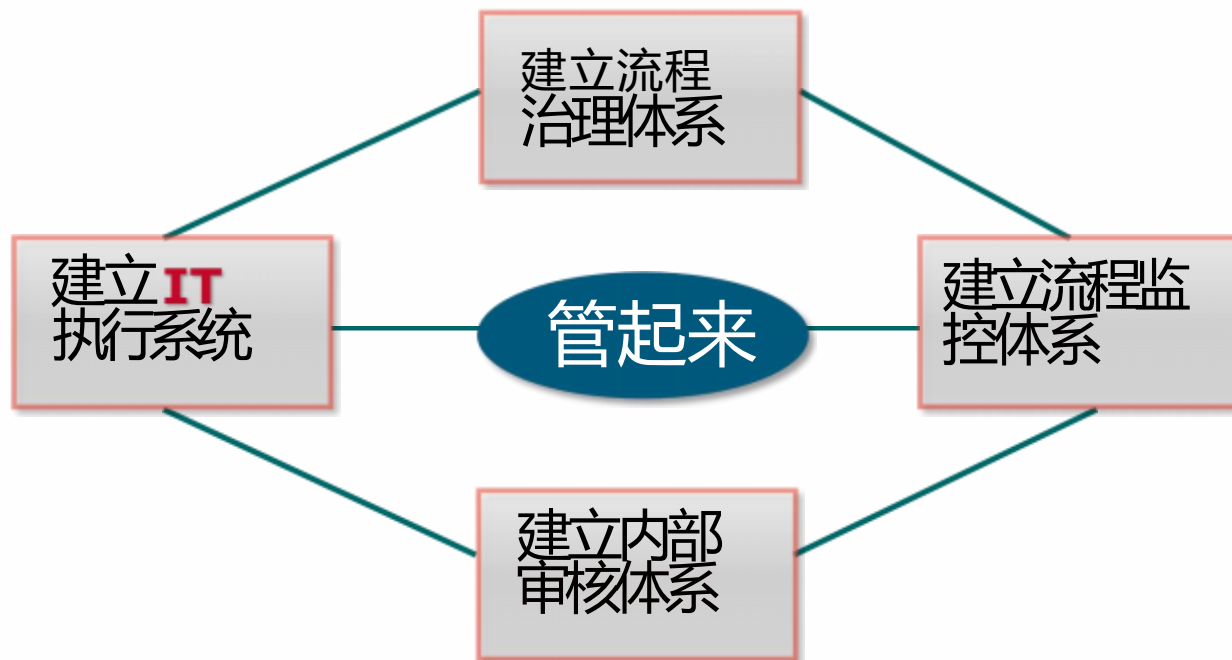 建立流程
治理体系
建立IT
执行系统
管起来
建立流程监
控体系
建立内部
审核体系